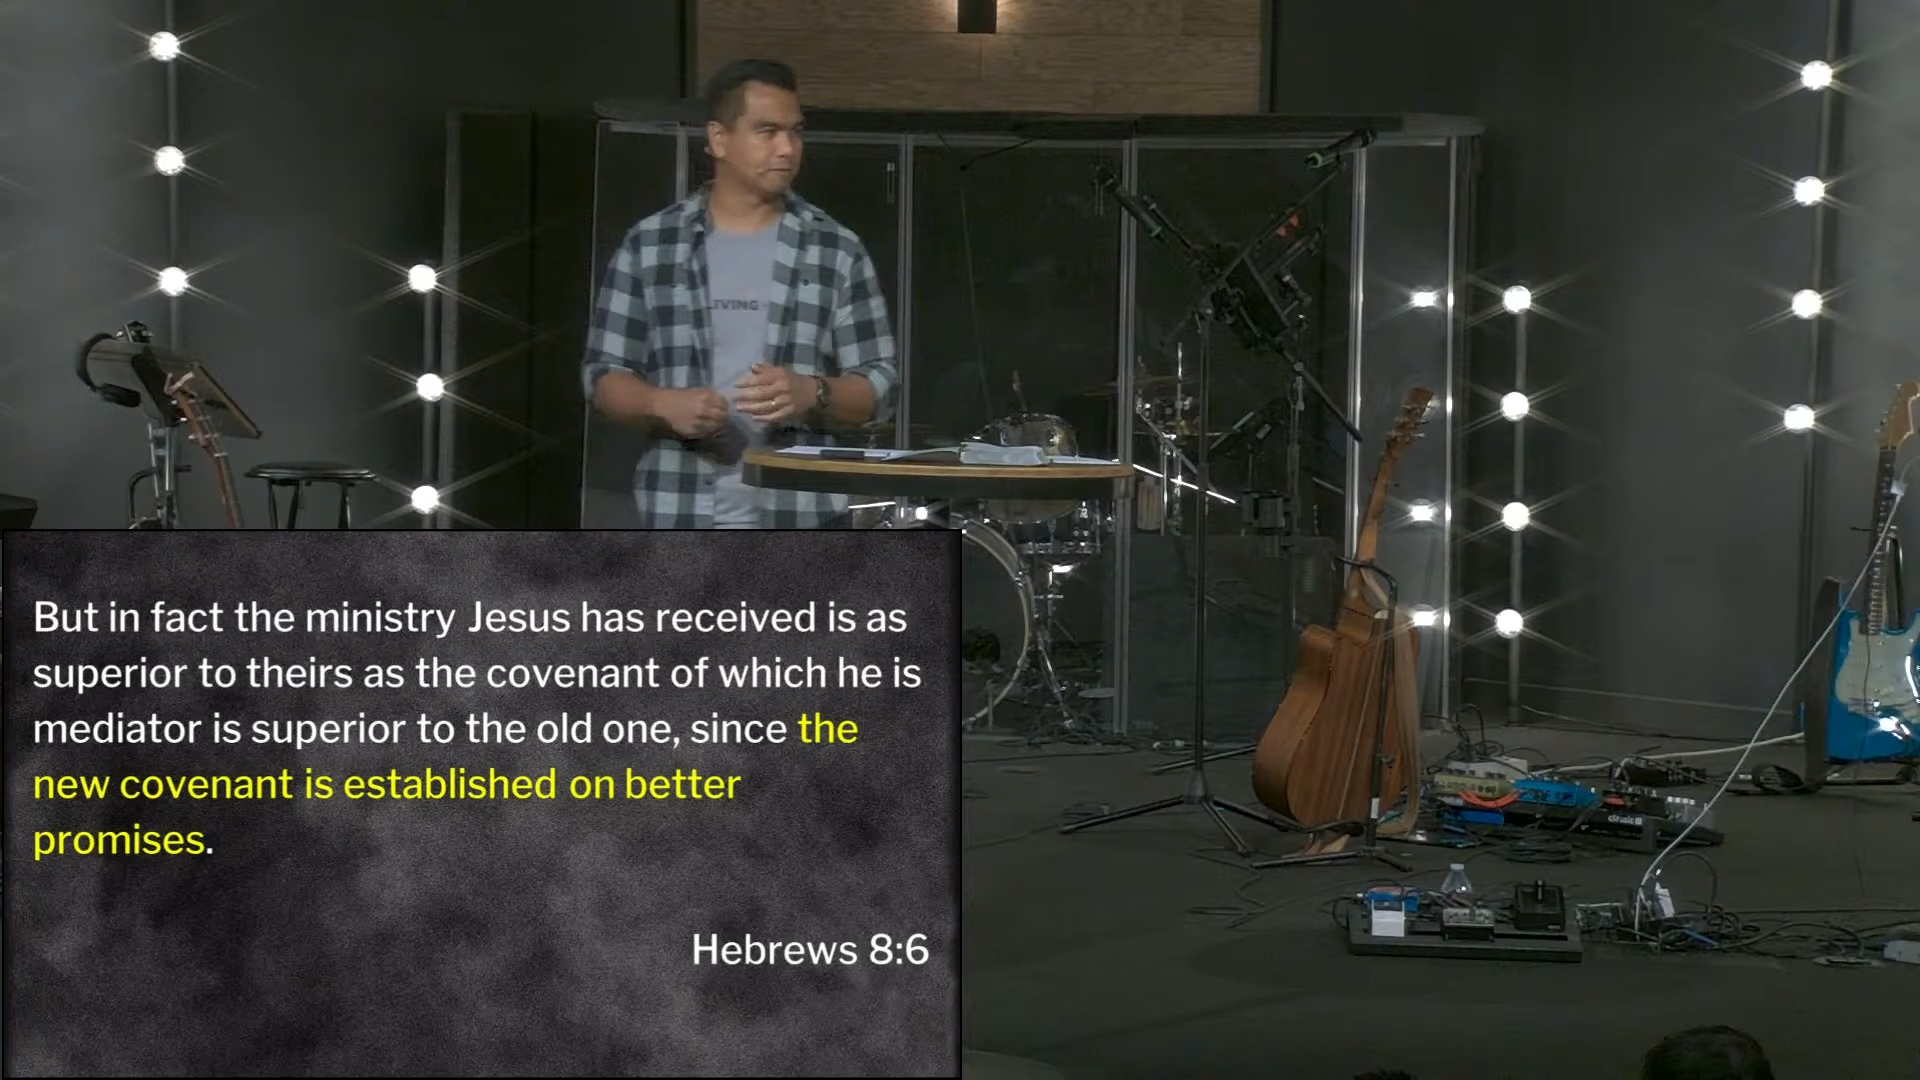 LIVING
But in fact the ministry Jesus has received is as
superior to theirs as the covenant of which he is
mediator is superior to the old one, since the
new covenant is established on better
promises.
Hebrews 8:6